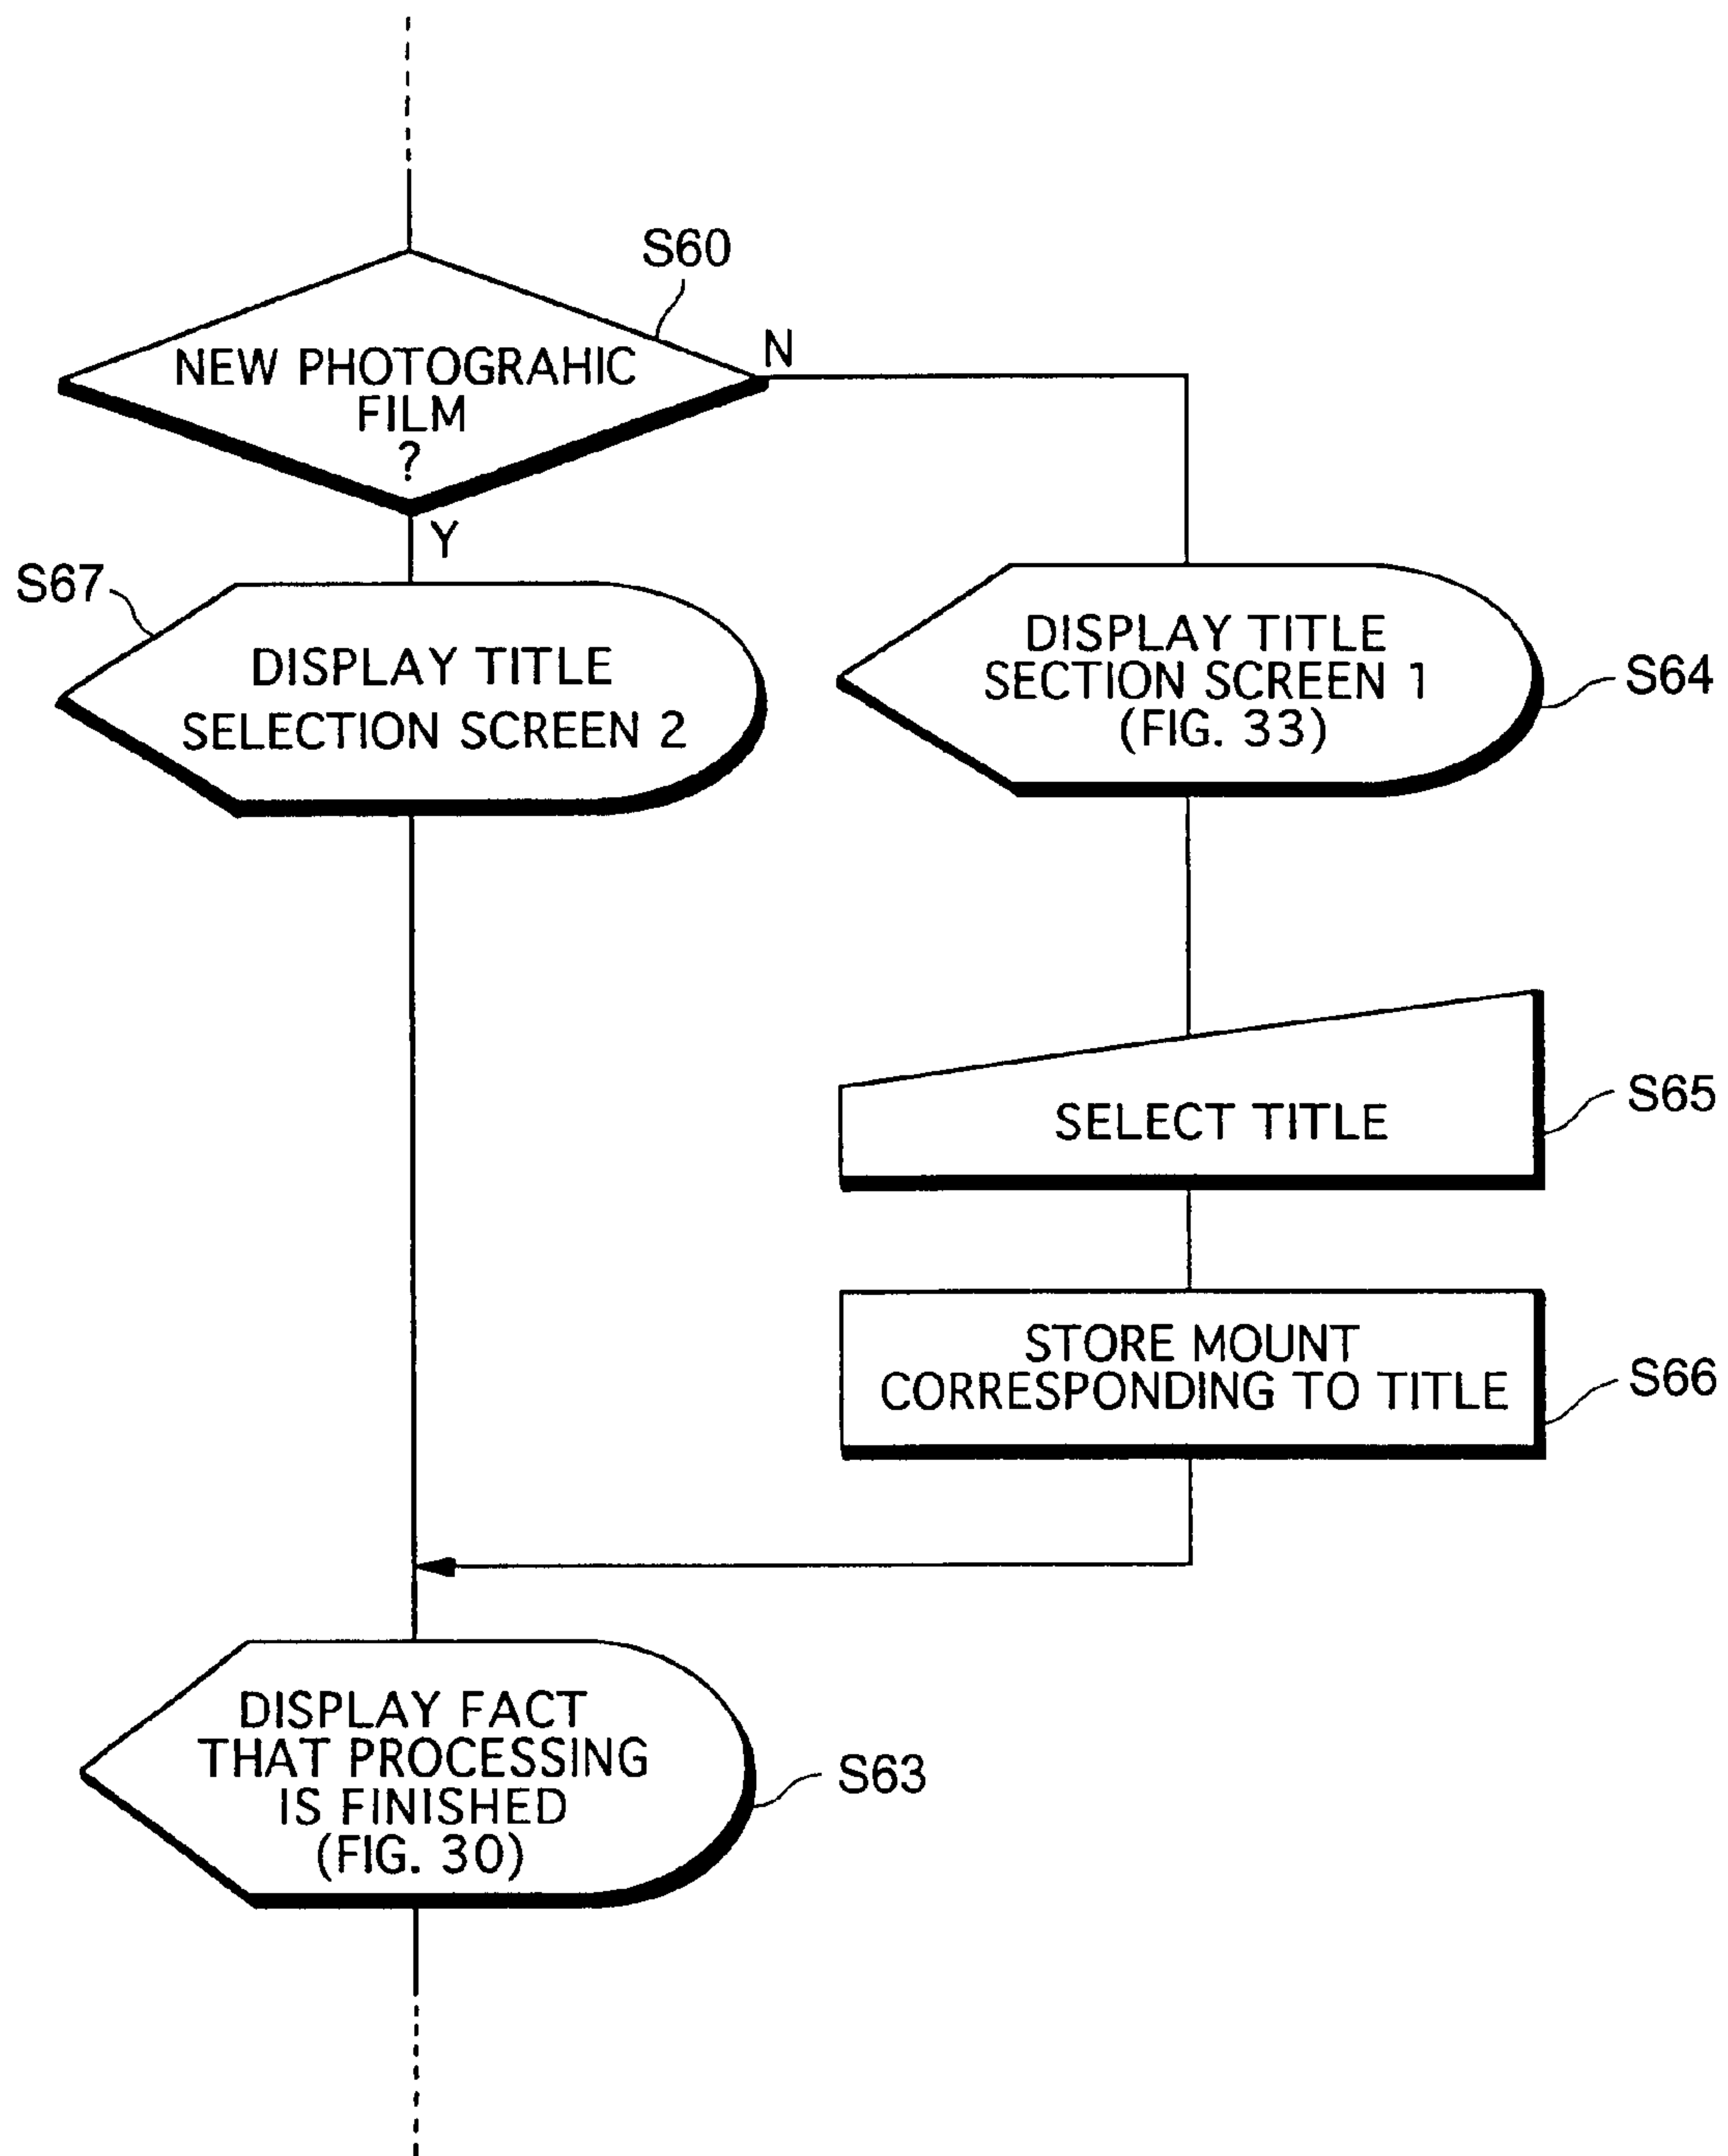 S60
NEW PHOTOGRAHIC
FILM
?
N
Y
S67
DISPLAY TITLE
SELECTION SCREEN 2
DISPLAY TITLE
SECTION SCREEN 1
(FIG. 33)
S64
SELECT TITLE
S65
STORE MOUNT
CORRESPONDING TO TITLE
S66
DISPLAY FACT
THAT PROCESSING
IS FINISHED
(FIG. 30)
S63